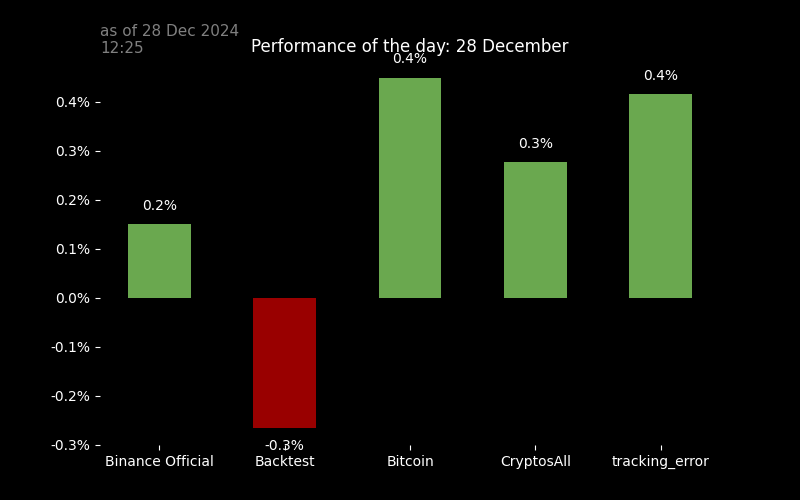 as of 28 Dec 2024
12:25
Performance of the day: 28 December
0.4%
0.3%
0.2%
0.1%
0.0%
-0.1%
-0.2%
-0.3%
0.2%
-0.3%
0.4%
0.3%
0.4%
Binance Official
Backtest
Bitcoin
CryptosAll
tracking_error